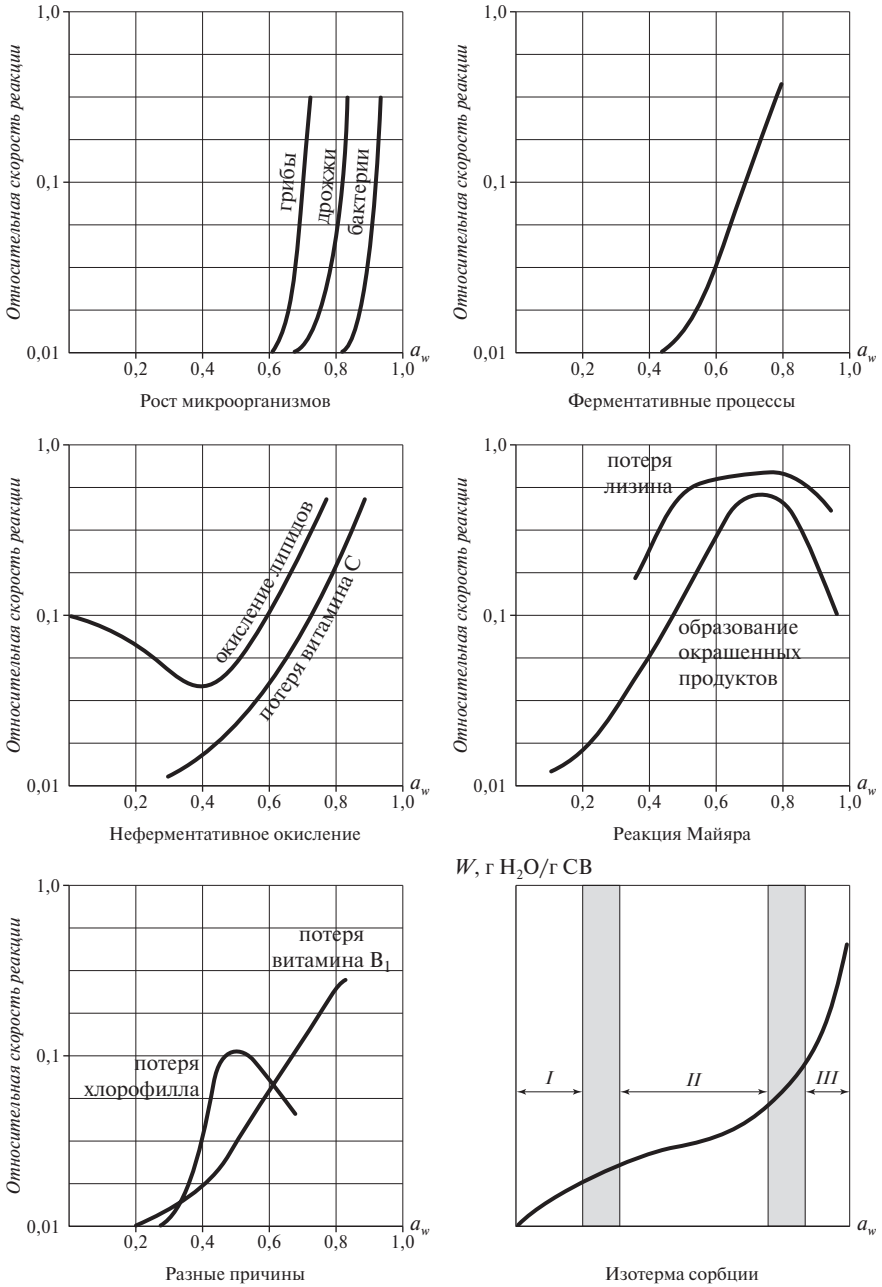 1,0
0,1
0,01
Относительная скорость реакции
грибы
дрожжи
бактерии
0,2 0,4 0,6 0,8 1,0
a_w
Рост микроорганизмов
1,0
0,1
0,01
Относительная скорость реакции
0,2 0,4 0,6 0,8 1,0
a_w
Ферментативные процессы
1,0
0,1
0,01
Относительная скорость реакции
окисление липидов
потеря витамина С
0,2 0,4 0,6 0,8 1,0
a_w
Неферментативное окисление
1,0
0,1
0,01
Относительная скорость реакции
потеря
лизина
образование
окрашенных
продуктов
0,2 0,4 0,6 0,8 1,0
a_w
Реакция Майяра
1,0
0,1
0,01
Относительная скорость реакции
потеря
витамина B₁
потеря
хлорофилла
0,2 0,4 0,6 0,8 1,0
a_w
Разные причины
W, г H₂O/г СВ
I
II
III
a_w
Изотерма сорбции